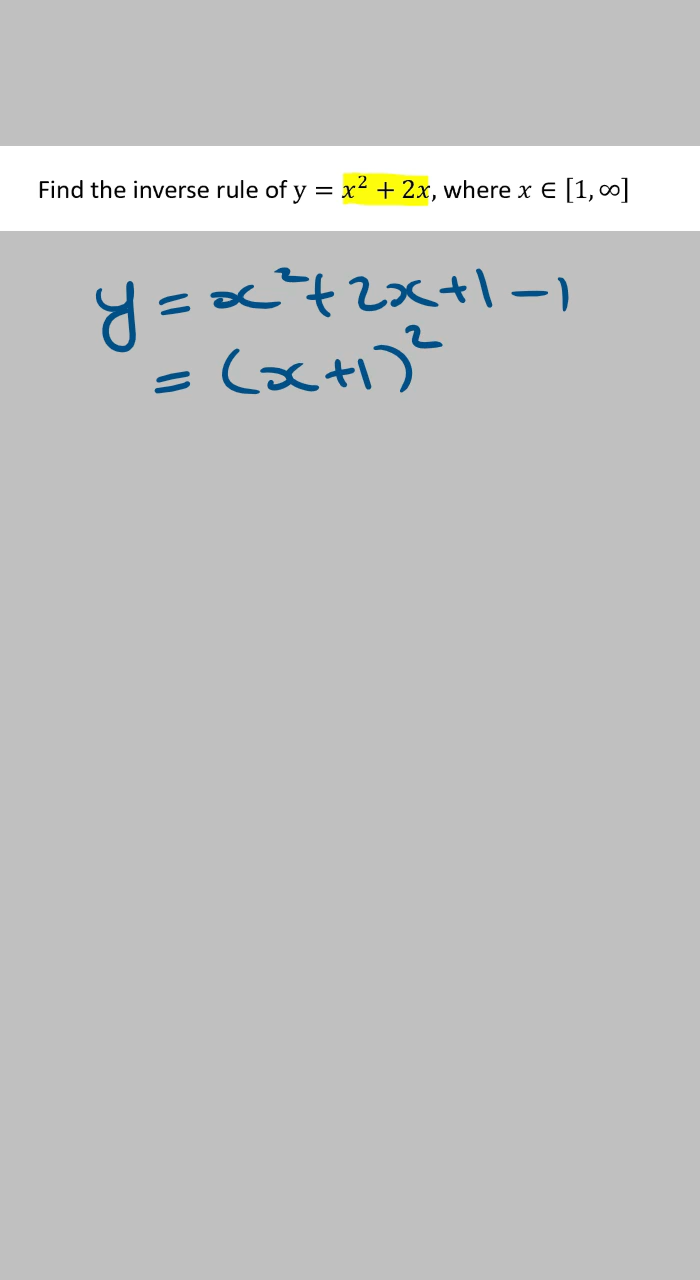 Find the inverse rule of y = x² + 2x, where x ∈ [1, ∞]
y = x² + 2x + 1 − 1
= (x+1)²